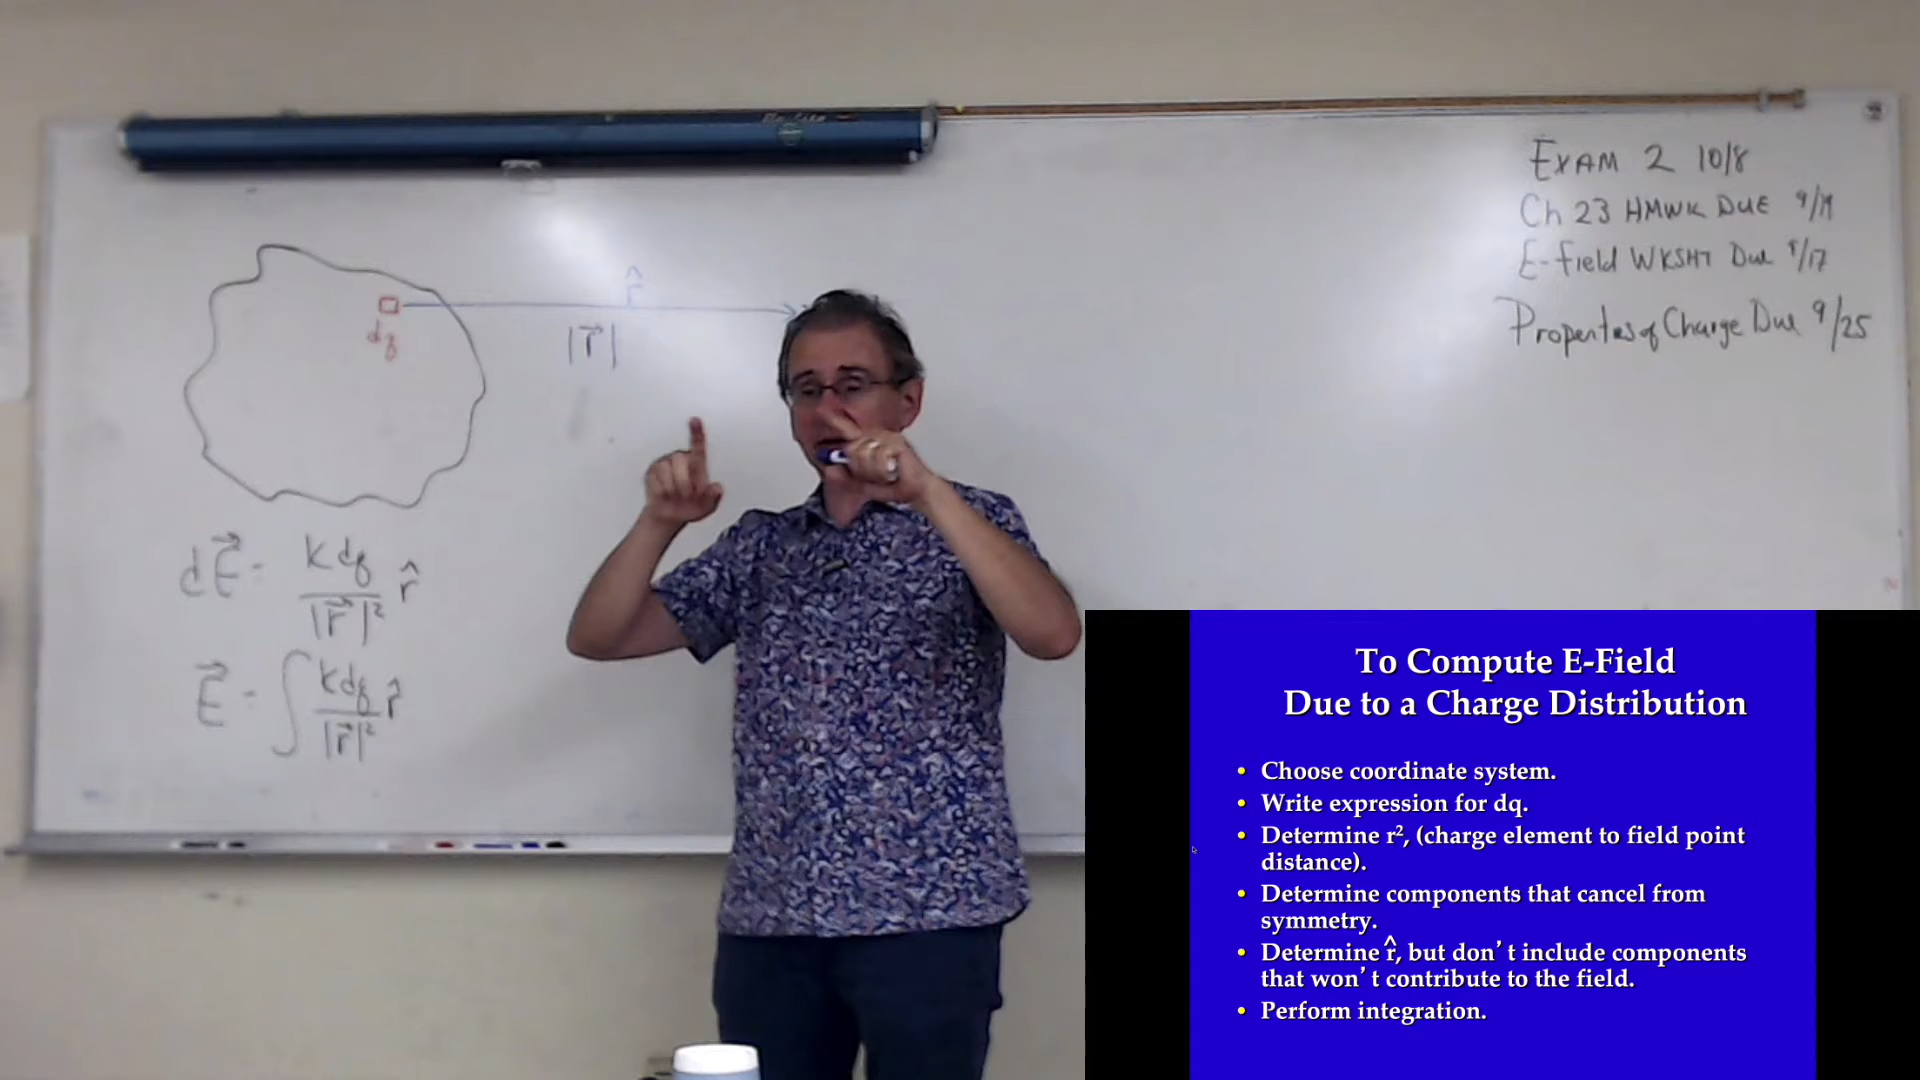 EXAM 2 10/8
Ch 23 HMWK DUE 9/19
E-field WKSHT Due 9/17
Properties of Charge Due 9/25
r̂
dq
|r⃗|
dE⃗ = k dq / |r⃗|² r̂
E⃗ = ∫ k dq / |r⃗|² r̂
To Compute E-Field
Due to a Charge Distribution
• Choose coordinate system.
• Write expression for dq.
• Determine r², (charge element to field point
distance).
• Determine components that cancel from
symmetry.
• Determine r̂, but don't include components
that won't contribute to the field.
• Perform integration.